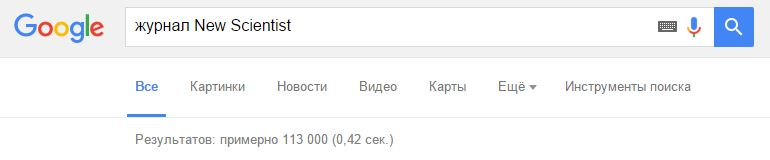 Google журнал New Scientist
Все Картинки Новости Видео Карты Ещё Инструменты поиска
Результатов: примерно 113 000 (0,42 сек.)